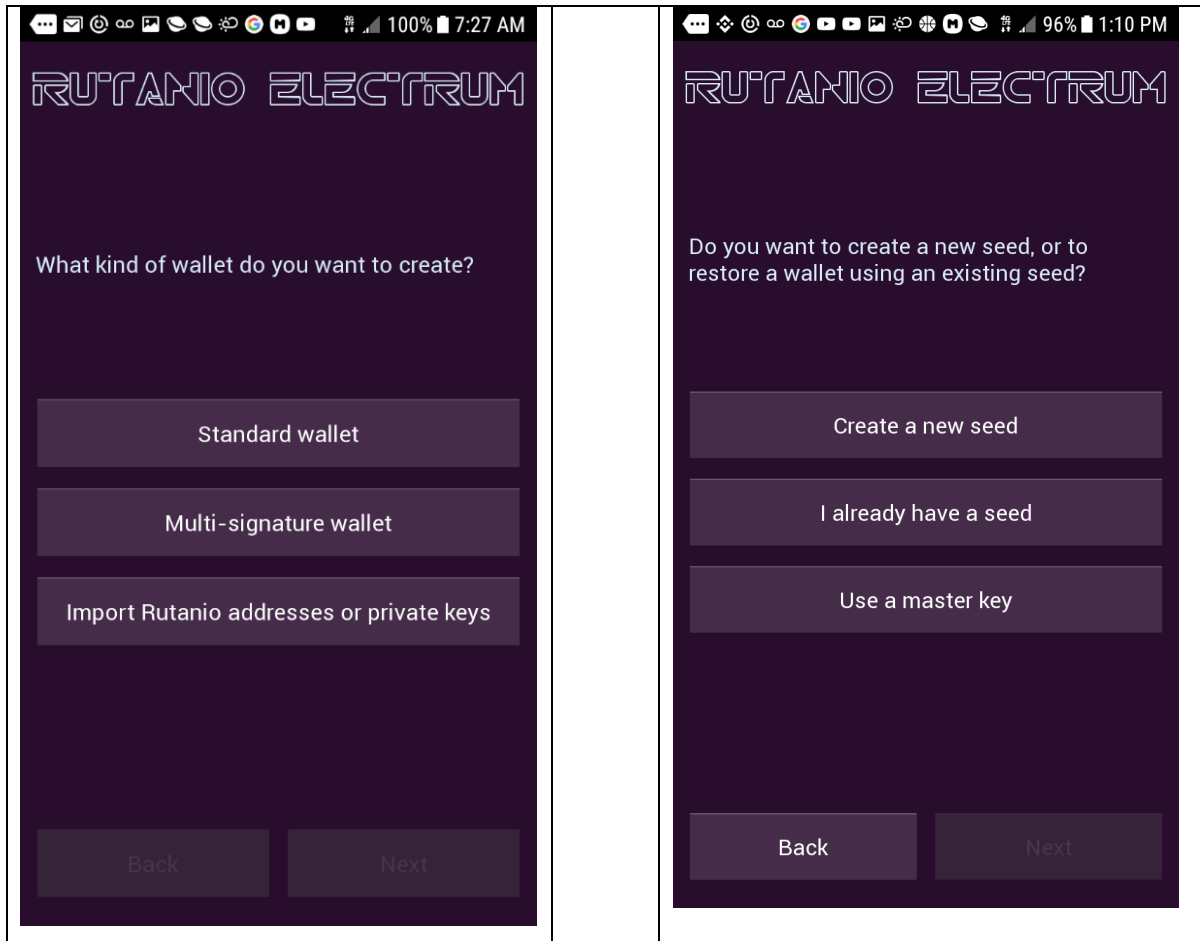 100% 7:27 AM
RUTANIO ELECTRUM
What kind of wallet do you want to create?
Standard wallet
Multi-signature wallet
Import Rutanio addresses or private keys
Back Next
96% 1:10 PM
RUTANIO ELECTRUM
Do you want to create a new seed, or to
restore a wallet using an existing seed?
Create a new seed
I already have a seed
Use a master key
Back Next